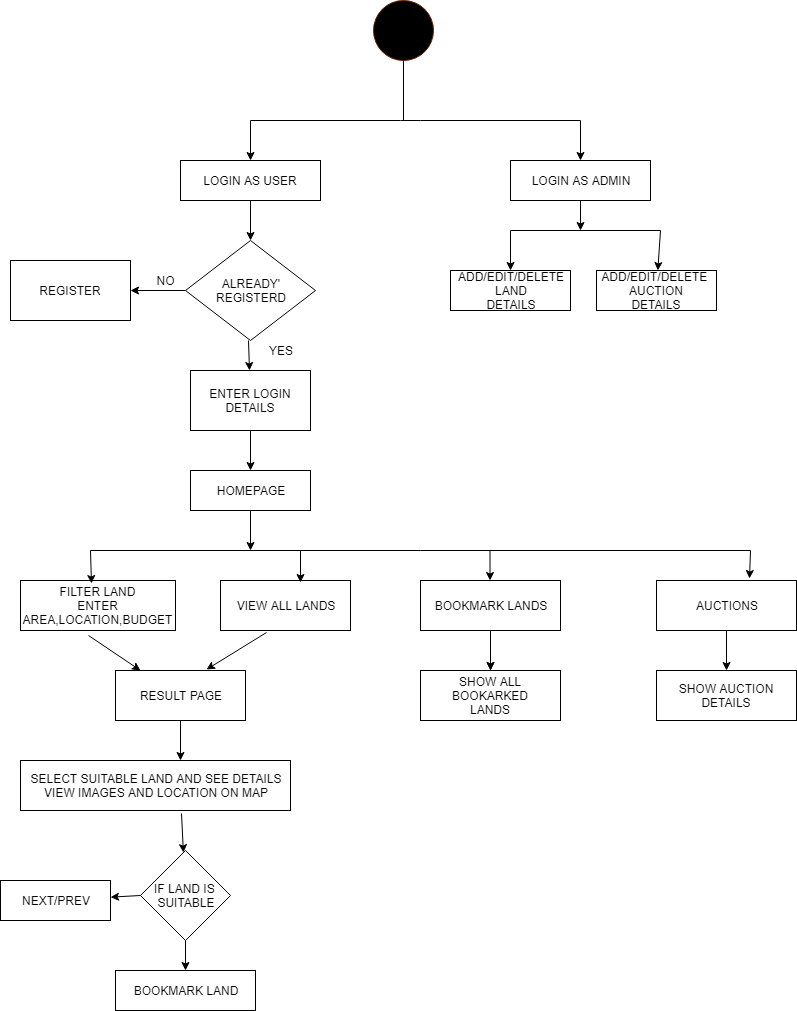 LOGIN AS USER
LOGIN AS ADMIN
ALREADY'
REGISTERD
NO
REGISTER
YES
ADD/EDIT/DELETE
LAND
DETAILS
ADD/EDIT/DELETE
AUCTION
DETAILS
ENTER LOGIN
DETAILS
HOMEPAGE
FILTER LAND
ENTER
AREA,LOCATION,BUDGET
VIEW ALL LANDS
BOOKMARK LANDS
AUCTIONS
RESULT PAGE
SHOW ALL
BOOKARKED
LANDS
SHOW AUCTION
DETAILS
SELECT SUITABLE LAND AND SEE DETAILS
VIEW IMAGES AND LOCATION ON MAP
IF LAND IS
SUITABLE
NEXT/PREV
BOOKMARK LAND